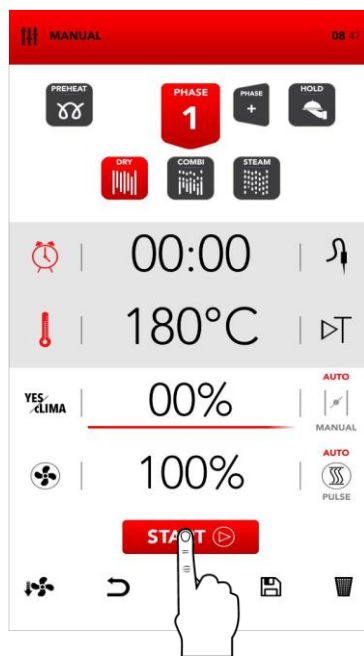 MANUAL
08:47
PREHEAT
PHASE
1
PHASE
+
HOLD
DRY
COMBI
STEAM
00:00
180°C
T
YES/
CLIMA
00%
AUTO
MANUAL
100%
AUTO
PULSE
START